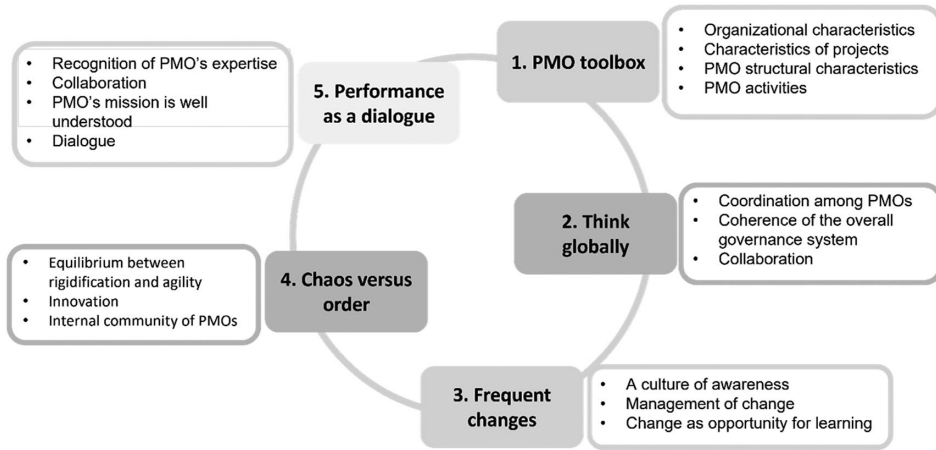 1. PMO toolbox
• Organizational characteristics
• Characteristics of projects
• PMO structural characteristics
• PMO activities
2. Think
globally
• Coordination among PMOs
• Coherence of the overall
governance system
• Collaboration
3. Frequent
changes
• A culture of awareness
• Management of change
• Change as opportunity for learning
4. Chaos versus
order
• Equilibrium between
rigidification and agility
• Innovation
• Internal community of PMOs
5. Performance
as a dialogue
• Recognition of PMO's expertise
• Collaboration
• PMO's mission is well
understood
• Dialogue